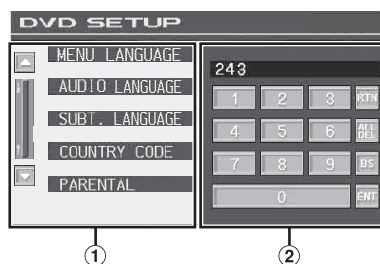 DVD SETUP
MENU LANGUAGE
AUDIO LANGUAGE
SUBT. LANGUAGE
COUNTRY CODE
PARENTAL
243
1 2 3 RTN
4 5 6 ALL DEL
7 8 9 BS
0 ENT
1 2